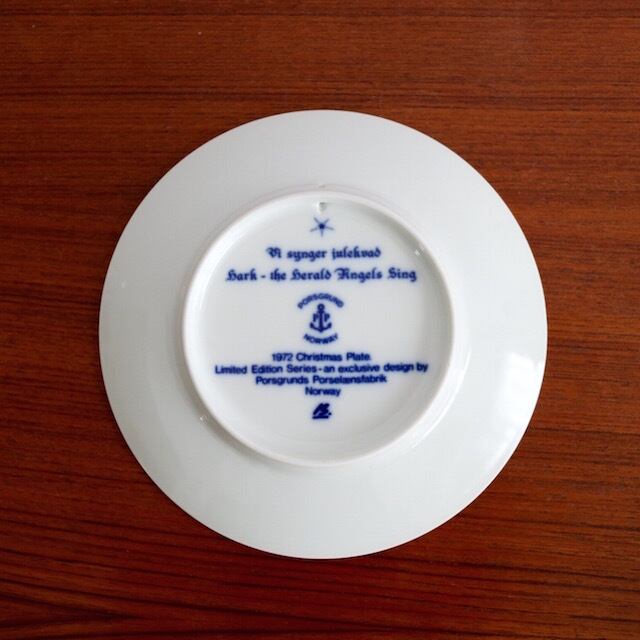 Vi synger julekvad
Hark - the Herald Angels Sing
PORSGRUND
NORWAY
1972 Christmas Plate
Limited Edition Series - an exclusive design by
Porsgrunds Porselænsfabrik
Norway